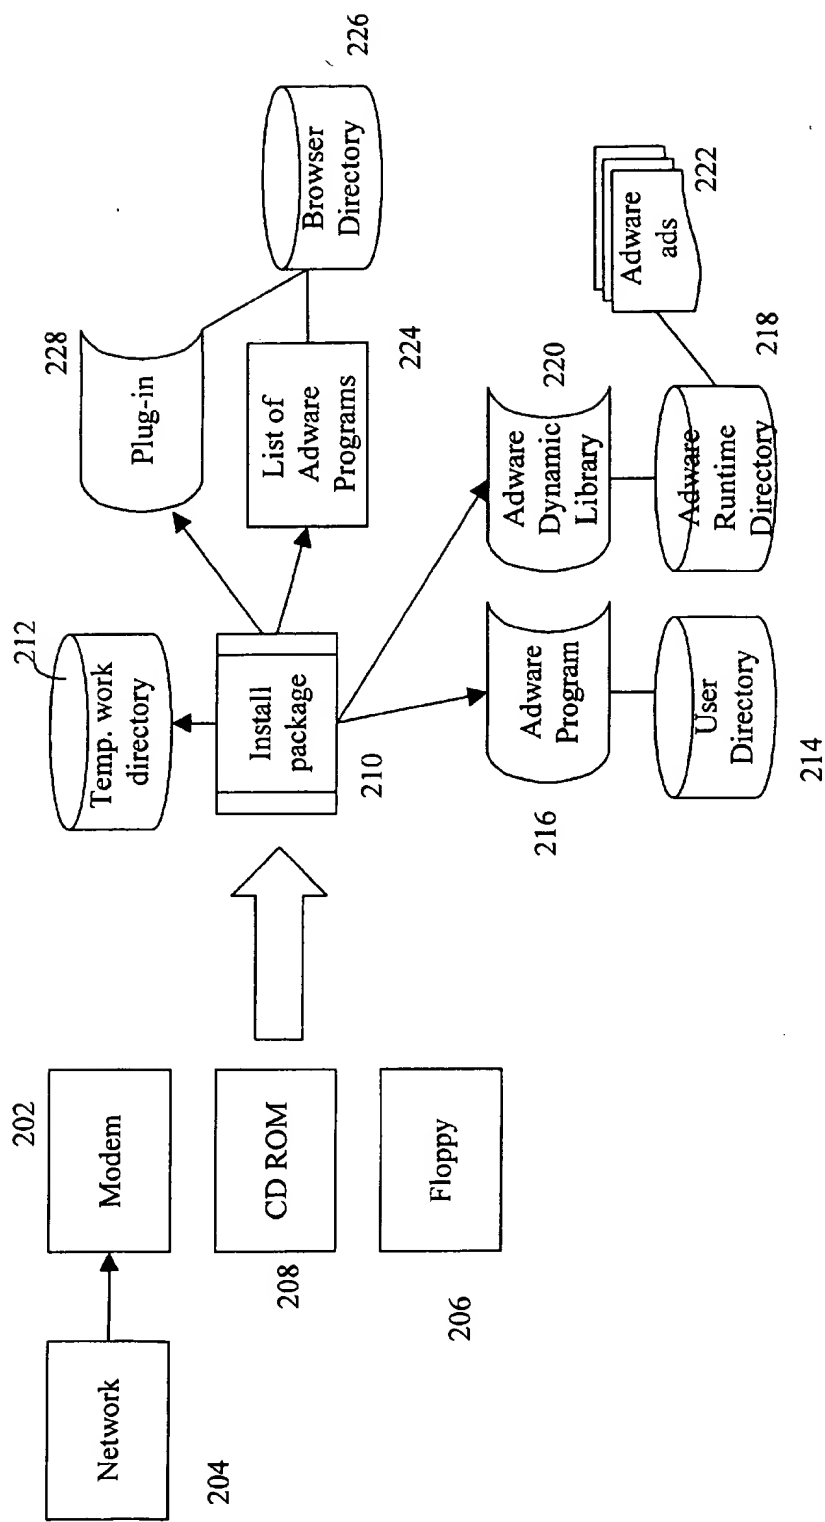 204
Network
202
Modem
208
CD ROM
206
Floppy
212
Temp. work
directory
Install
package
210
216
Adware
Program
User
Directory
214
228
Plug-in
List of
Adware
Programs
224
Browser
Directory
226
Adware
Dynamic
Library
220
Adware
Runtime
Directory
218
Adware
ads
222